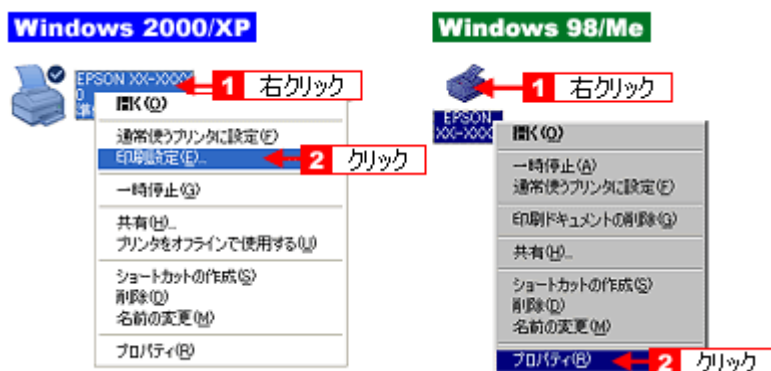 Windows 2000/XP
EPSON XX-XXXX
0
1 右クリック
開く(O)
通常使うプリンタに設定(F)
印刷設定(E)...
2 クリック
一時停止(G)
共有(H)...
プリンタをオフラインで使用する(U)
ショートカットの作成(S)
削除(D)
名前の変更(M)
プロパティ(R)
Windows 98/Me
1 右クリック
EPSON
XX-XXXX
開く(O)
一時停止(A)
通常使うプリンタに設定(F)
印刷ドキュメントの削除(G)
共有(H)...
ショートカットの作成(S)
削除(D)
名前の変更(M)
プロパティ(R)
2 クリック